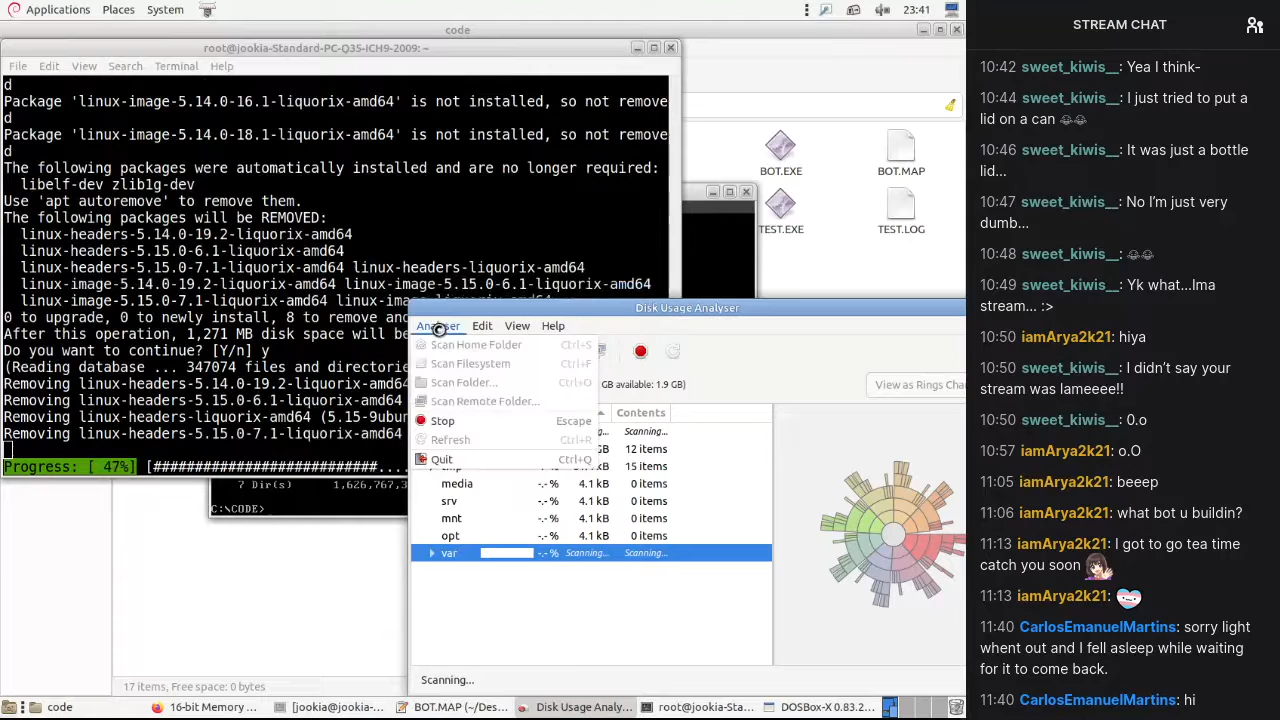 Applications Places System
23:41
code
root@jookia-Standard-PC-Q35-ICH9-2009: ~
File Edit View Search Terminal Help
d
Package 'linux-image-5.14.0-16.1-liquorix-amd64' is not installed, so not remove
d
Package 'linux-image-5.14.0-18.1-liquorix-amd64' is not installed, so not remove
d
The following packages were automatically installed and are no longer required:
libelf-dev zlib1g-dev
Use 'apt autoremove' to remove them.
The following packages will be REMOVED:
linux-headers-5.14.0-19.2-liquorix-amd64
linux-headers-5.15.0-6.1-liquorix-amd64
linux-headers-5.15.0-7.1-liquorix-amd64 linux-headers-liquorix-amd64
linux-image-5.14.0-19.2-liquorix-amd64 linux-image-5.15.0-6.1-liquorix-amd64
linux-image-5.15.0-7.1-liquorix-amd64 linux-image-liquorix-amd64
0 to upgrade, 0 to newly install, 8 to remove and
After this operation, 1,271 MB disk space will be
Do you want to continue? [Y/n] y
(Reading database ... 347074 files and directorie
Removing linux-headers-5.14.0-19.2-liquorix-amd64
Removing linux-headers-5.15.0-6.1-liquorix-amd64
Removing linux-headers-liquorix-amd64 (5.15-9ubun
Removing linux-headers-5.15.0-7.1-liquorix-amd64
Progress: [ 47%] [###########################....
BOT.EXE
BOT.MAP
TEST.EXE
TEST.LOG
7 Dir(s) 1,626,767,3
C:\CODE>
Disk Usage Analyser
Analyser Edit View Help
Scan Home Folder Ctrl+S
Scan Filesystem Ctrl+F
Scan Folder... Ctrl+O
Scan Remote Folder...
Stop Escape
Refresh Ctrl+R
Quit Ctrl+Q
GB available: 1.9 GB)
View as Rings Char
Contents
Scanning...
GB 12 items
15 items
media -.- % 4.1 kB 0 items
srv -.- % 4.1 kB 0 items
mnt -.- % 4.1 kB 0 items
opt -.- % 4.1 kB 0 items
var -.- % Scanning... Scanning...
Scanning...
17 items, Free space: 0 bytes
code
16-bit Memory ...
[jookia@jookia-...
BOT.MAP (~/Des...
Disk Usage Analy...
root@jookia-Sta...
DOSBox-X 0.83.2...
STREAM CHAT
10:42 sweet_kiwis__: Yea I think-
10:44 sweet_kiwis__: I just tried to put a
lid on a can 😂😂
10:46 sweet_kiwis__: It was just a bottle
lid...
10:47 sweet_kiwis__: No I’m just very
dumb...
10:48 sweet_kiwis__: 😂😂
10:49 sweet_kiwis__: Yk what...Ima
stream... :>
10:50 iamArya2k21: hiya
10:50 sweet_kiwis__: I didn’t say your
stream was lameeee!!
10:50 sweet_kiwis__: 0.o
10:57 iamArya2k21: o.O
11:05 iamArya2k21: beeep
11:06 iamArya2k21: what bot u buildin?
11:13 iamArya2k21: I got to go tea time
catch you soon
11:13 iamArya2k21:
11:40 CarlosEmanuelMartins: sorry light
whent out and I fell asleep while waiting
for it to come back.
11:40 CarlosEmanuelMartins: hi